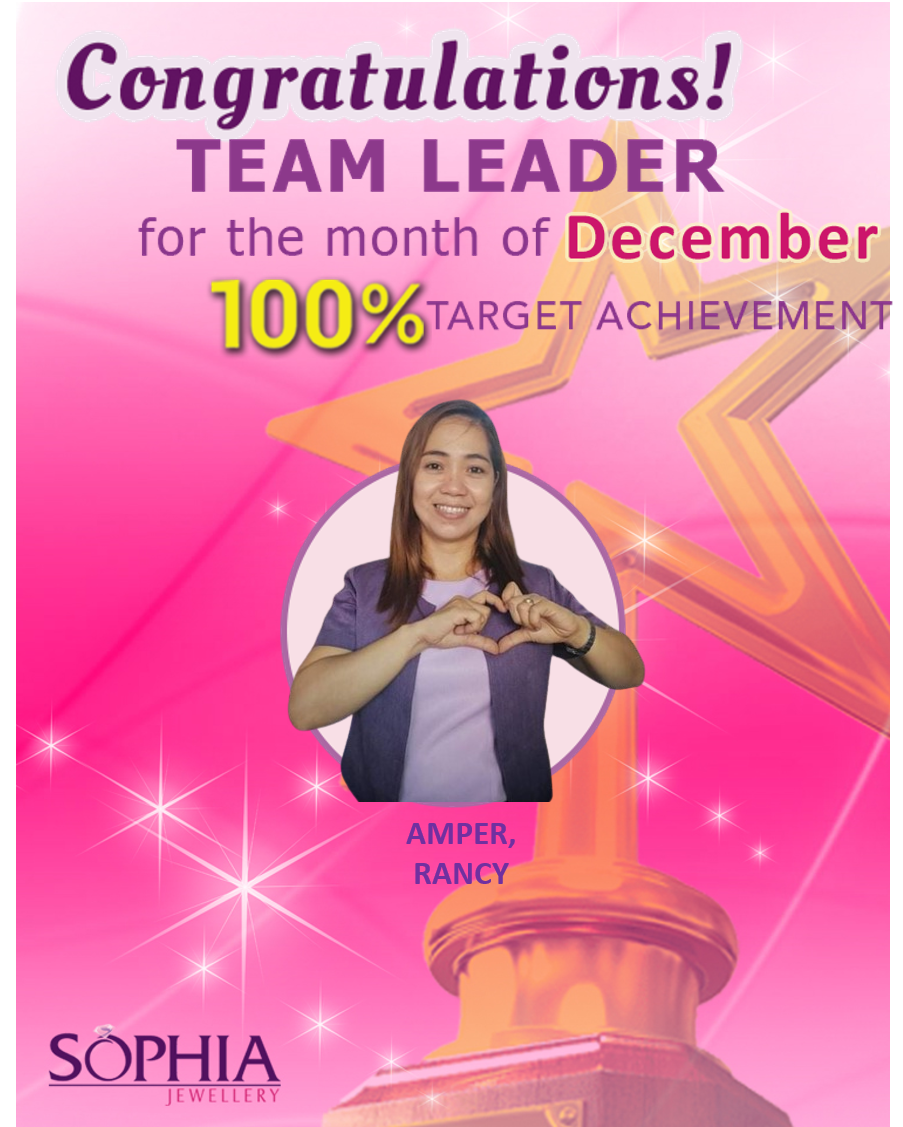 Congratulations!
TEAM LEADER
for the month of December
100% TARGET ACHIEVEMENT
AMPER,
RANCY
SOPHIA
JEWELLERY